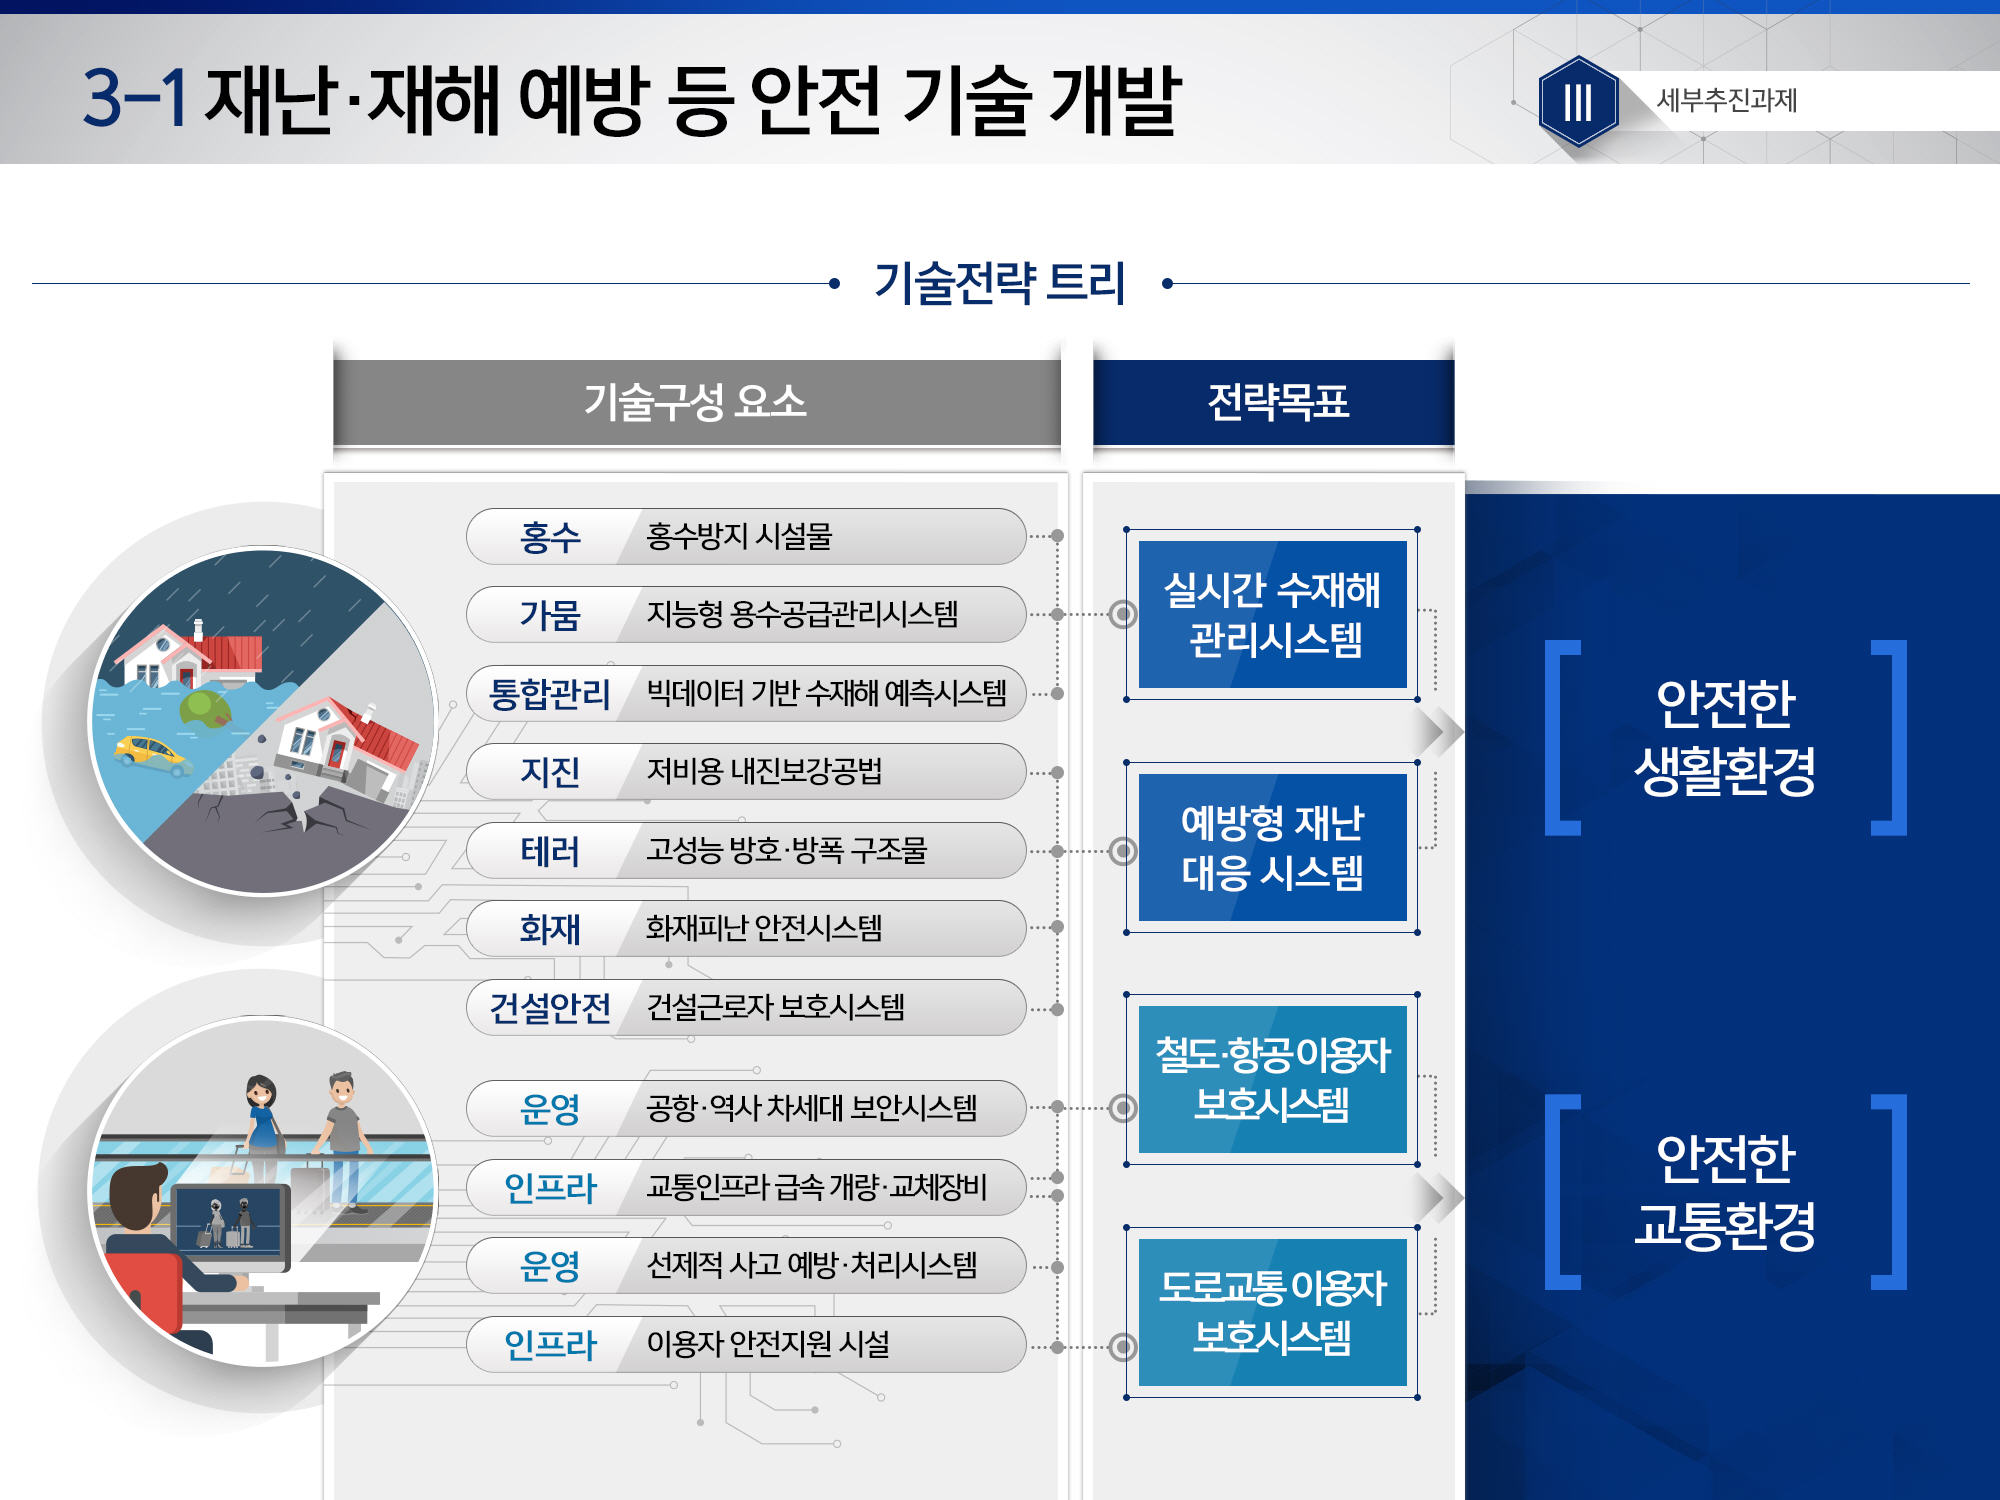 3-1 재난·재해 예방 등 안전 기술 개발
III
세부추진과제
기술전략 트리
기술구성 요소
전략목표
홍수 홍수방지 시설물
가뭄 지능형 용수공급관리시스템
통합관리 빅데이터 기반 수재해 예측시스템
지진 저비용 내진보강공법
테러 고성능 방호·방폭 구조물
화재 화재피난 안전시스템
건설안전 건설근로자 보호시스템
운영 공항·역사 차세대 보안시스템
인프라 교통인프라 급속 개량·교체장비
운영 선제적 사고 예방·처리시스템
인프라 이용자 안전지원 시설
실시간 수재해
관리시스템
예방형 재난
대응 시스템
철도·항공 이용자
보호시스템
도로교통 이용자
보호시스템
안전한
생활환경
안전한
교통환경